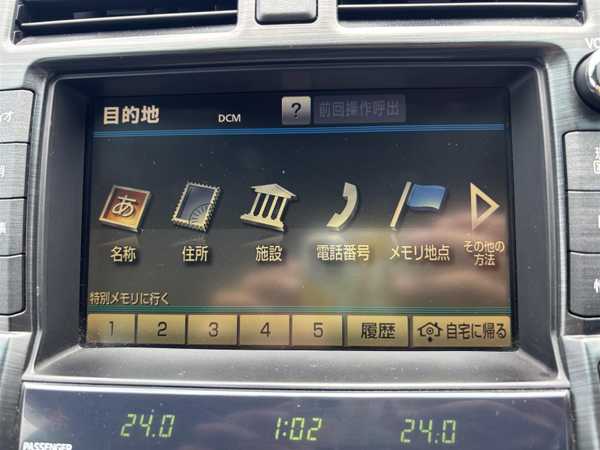 目的地
DCM
?
前回操作呼出
あ
名称
住所
施設
電話番号
メモリ地点
その他の
方法
特別メモリに行く
1
2
3
4
5
履歴
自宅に帰る
24.0
1:02
24.0
PASSENGER